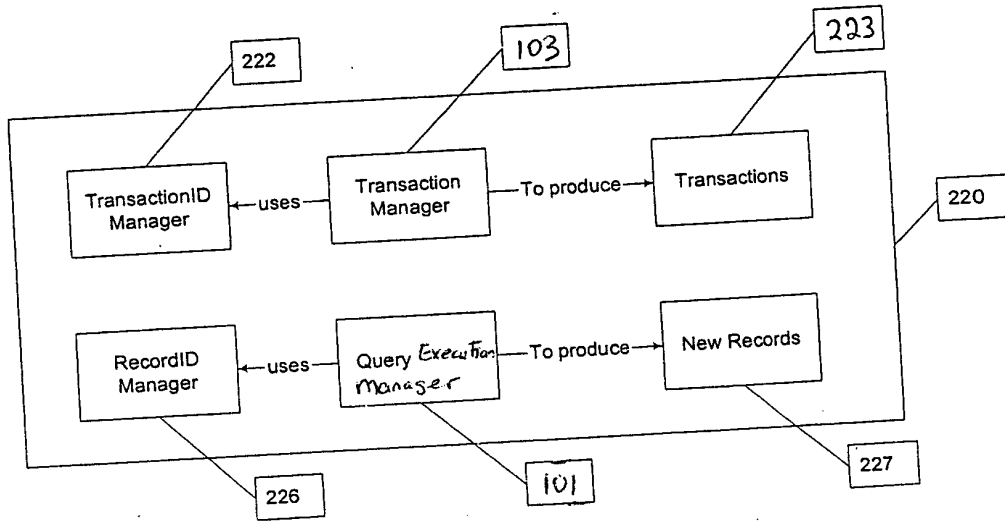 222
103
223
TransactionID
Manager
uses
Transaction
Manager
To produce
Transactions
220
RecordID
Manager
uses
Query Execution
Manager
To produce
New Records
226
101
227